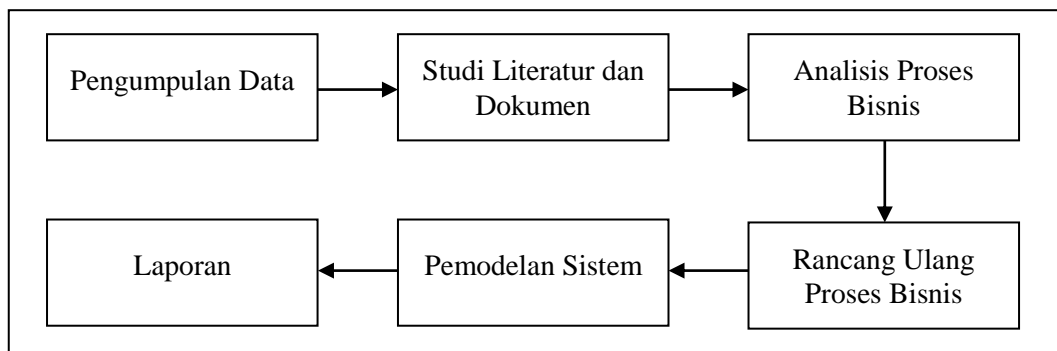 Pengumpulan Data
Studi Literatur dan
Dokumen
Analisis Proses
Bisnis
Rancang Ulang
Proses Bisnis
Pemodelan Sistem
Laporan